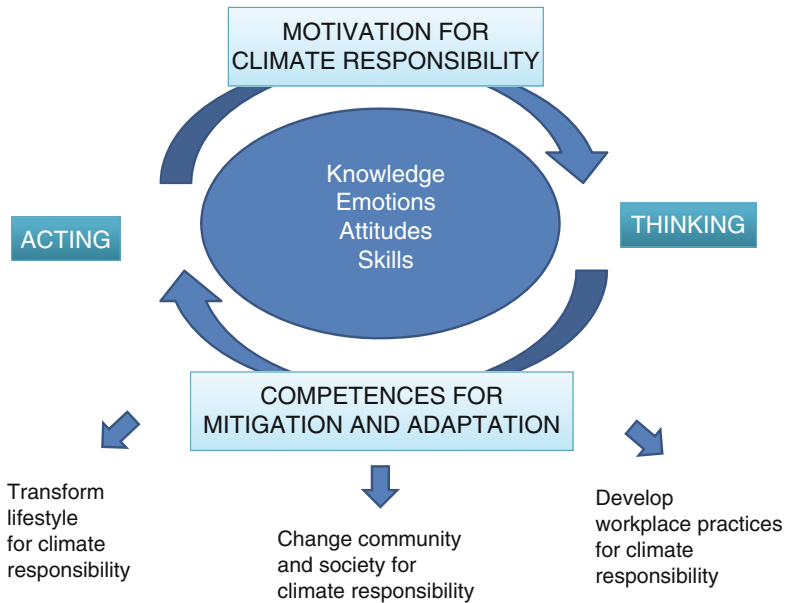 MOTIVATION FOR
CLIMATE RESPONSIBILITY
Knowledge
Emotions
Attitudes
Skills
ACTING
THINKING
COMPETENCES FOR
MITIGATION AND ADAPTATION
Transform
lifestyle
for climate
responsibility
Change community
and society for
climate responsibility
Develop
workplace practices
for climate
responsibility